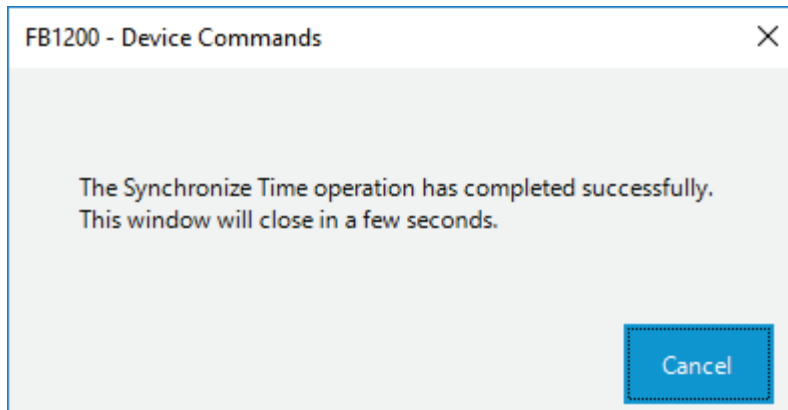 FB1200 - Device Commands
The Synchronize Time operation has completed successfully.
This window will close in a few seconds.
Cancel